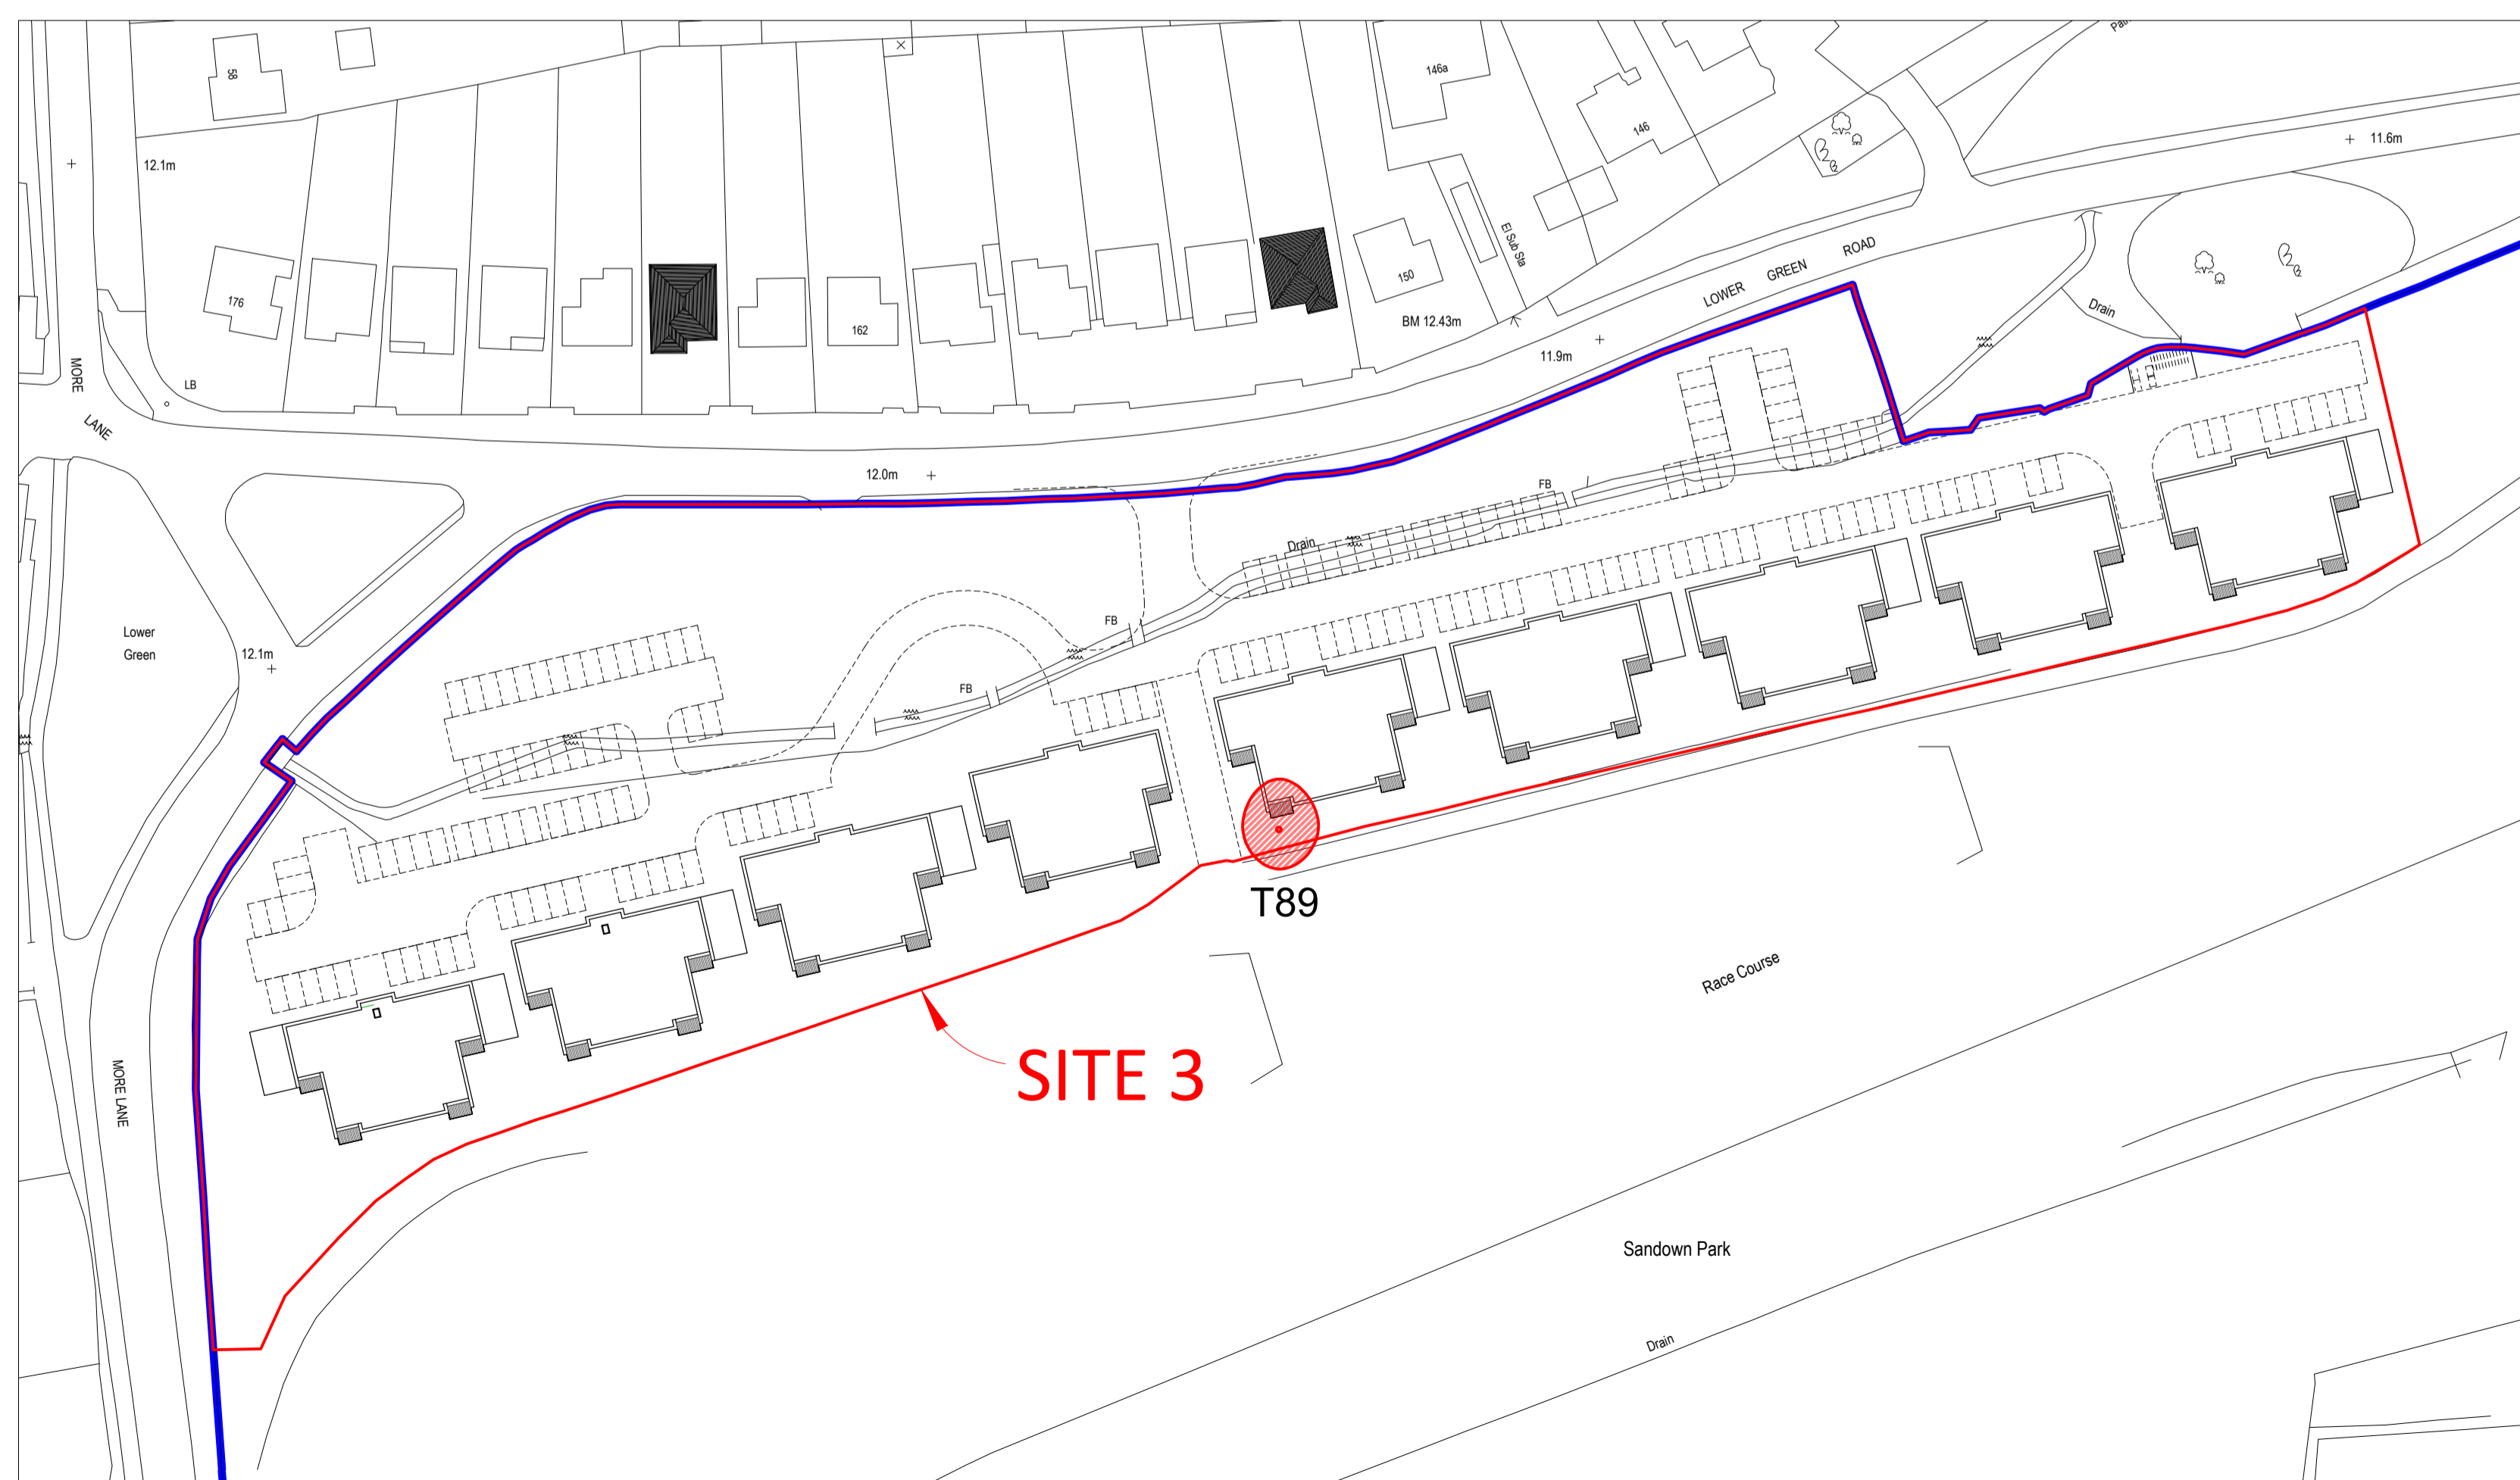 58
146a
146
Path
12.1m
11.6m
176
162
El Sub Sta
150
BM 12.43m
LOWER GREEN ROAD
Drain
11.9m
LB
MORE
LANE
12.0m
FB
Drain
FB
FB
Lower
Green
12.1m
T89
Race Course
SITE 3
MORE LANE
Sandown Park
Drain